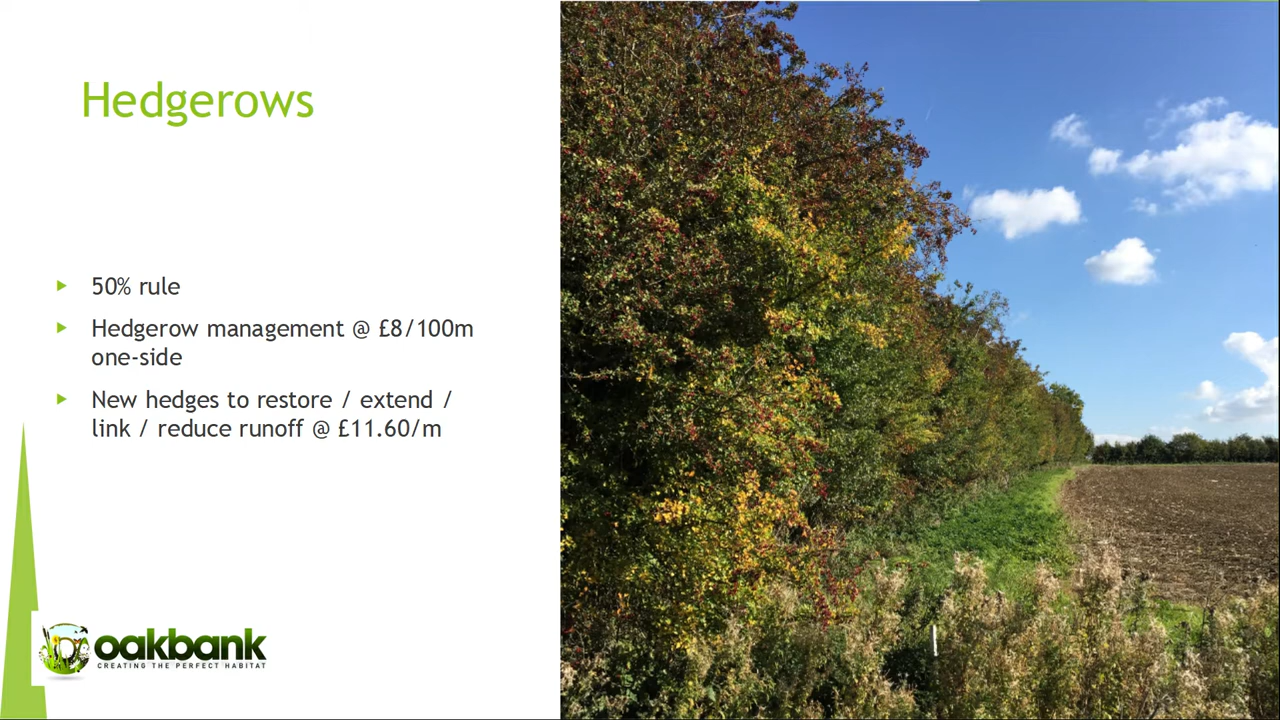 Hedgerows
50% rule
Hedgerow management @ £8/100m
one-side
New hedges to restore / extend /
link / reduce runoff @ £11.60/m
oakbank
CREATING THE PERFECT HABITAT